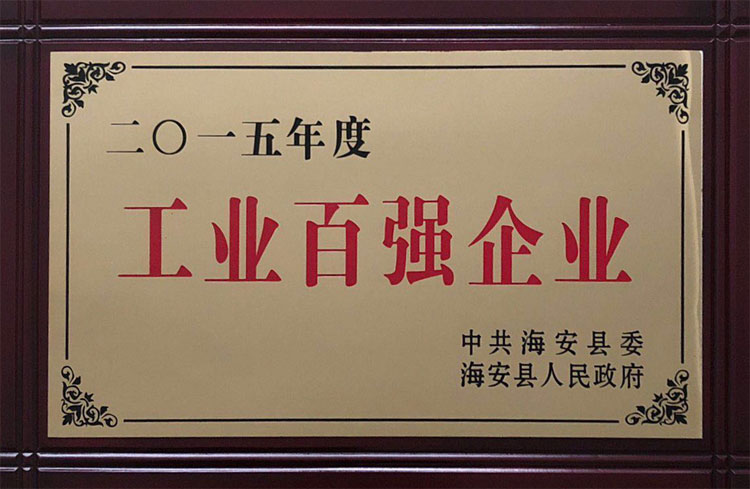 二〇一五年度
工业百强企业
中共海安县委
海安县人民政府